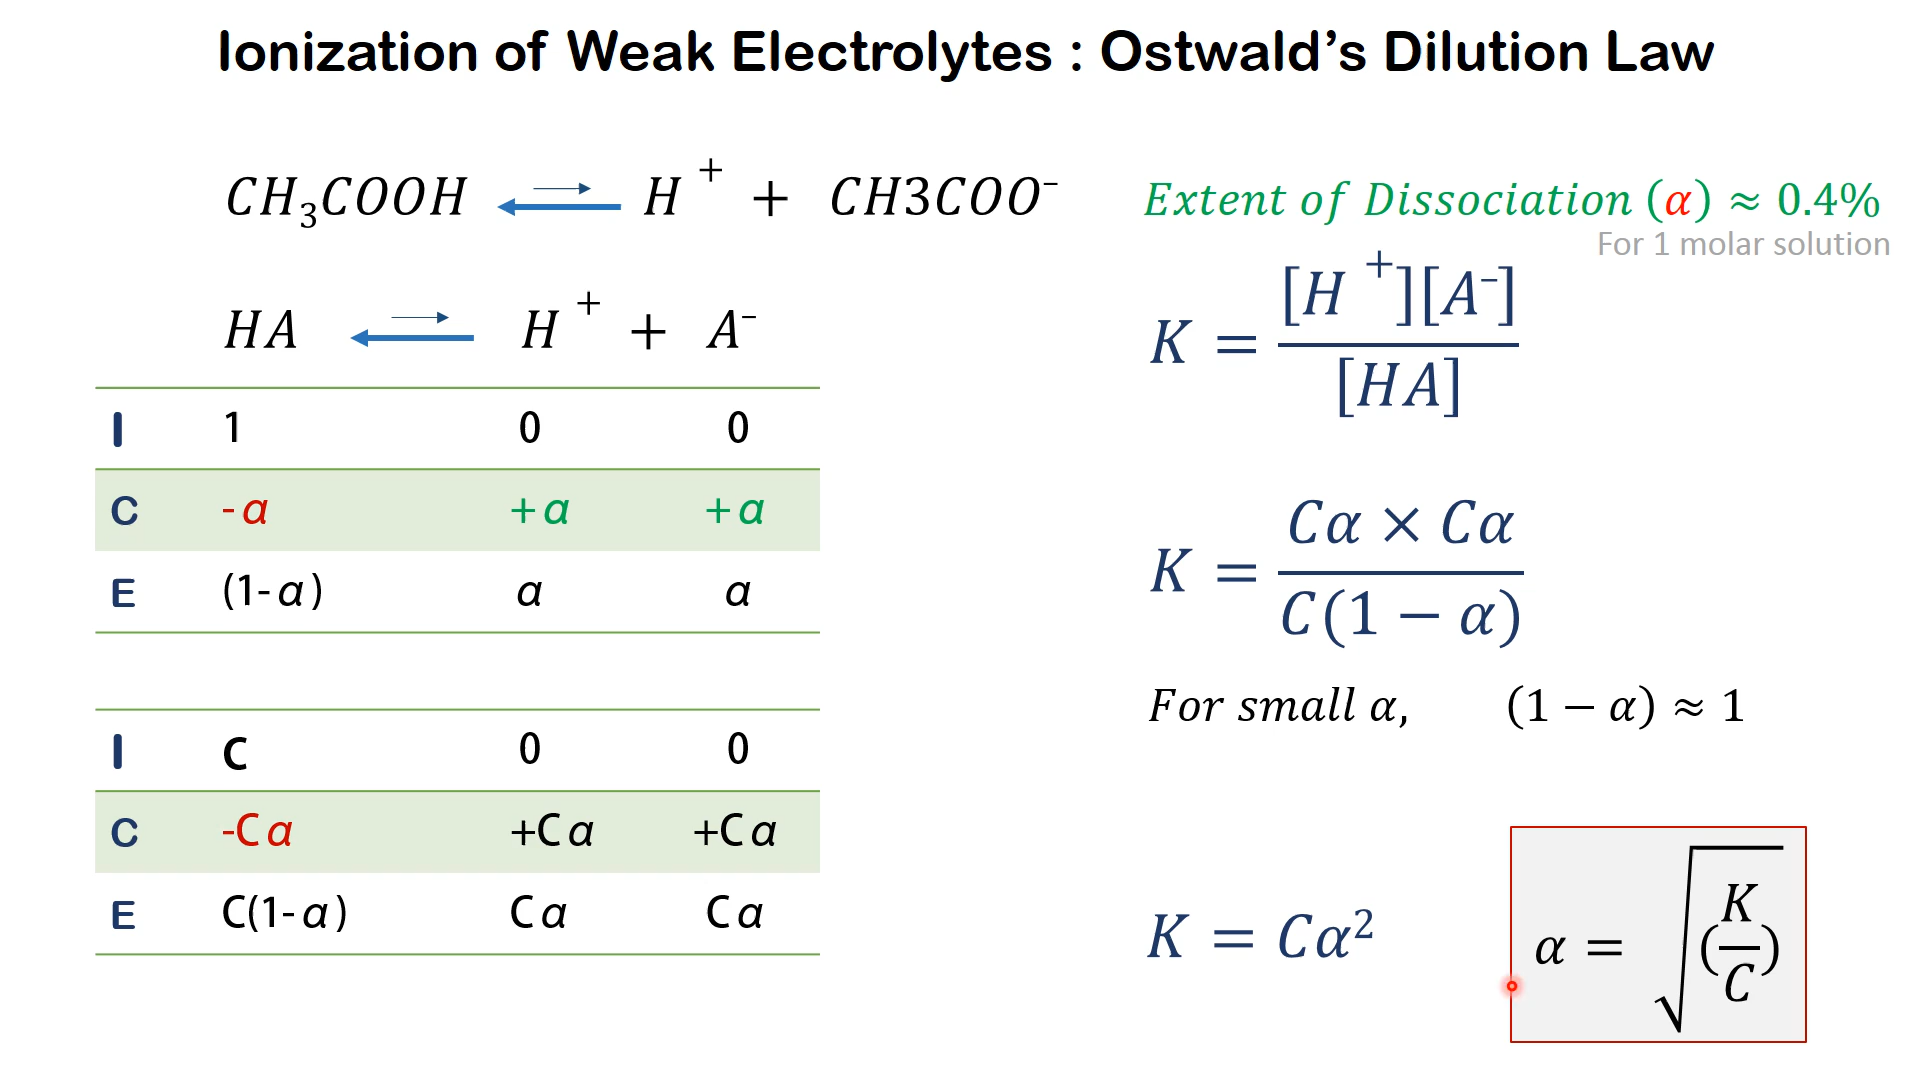 Ionization of Weak Electrolytes : Ostwald's Dilution Law
CH₃COOH ⇌ H⁺ + CH3COO⁻
HA ⇌ H⁺ + A⁻
I 1 0 0
C -α +α +α
E (1-α) α α
I C 0 0
C -Cα +Cα +Cα
E C(1-α) Cα Cα
Extent of Dissociation (α) ≈ 0.4%
For 1 molar solution
K = [H⁺][A⁻] / [HA]
K = Cα × Cα / C(1 − α)
For small α, (1 − α) ≈ 1
K = Cα²
α = √(K/C)